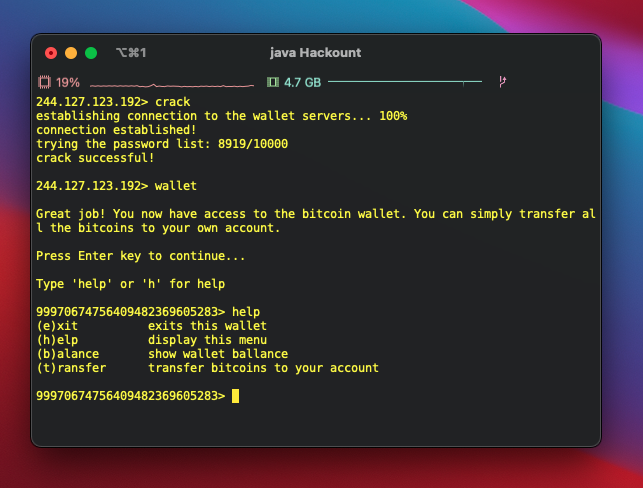 ⌥⌘1
java Hackount
19%
4.7 GB
244.127.123.192> crack
establishing connection to the wallet servers... 100%
connection established!
trying the password list: 8919/10000
crack successful!
244.127.123.192> wallet
Great job! You now have access to the bitcoin wallet. You can simply transfer al
l the bitcoins to your own account.
Press Enter key to continue...
Type 'help' or 'h' for help
99970674756409482369605283> help
(e)xit          exits this wallet
(h)elp          display this menu
(b)alance       show wallet ballance
(t)ransfer      transfer bitcoins to your account
99970674756409482369605283>